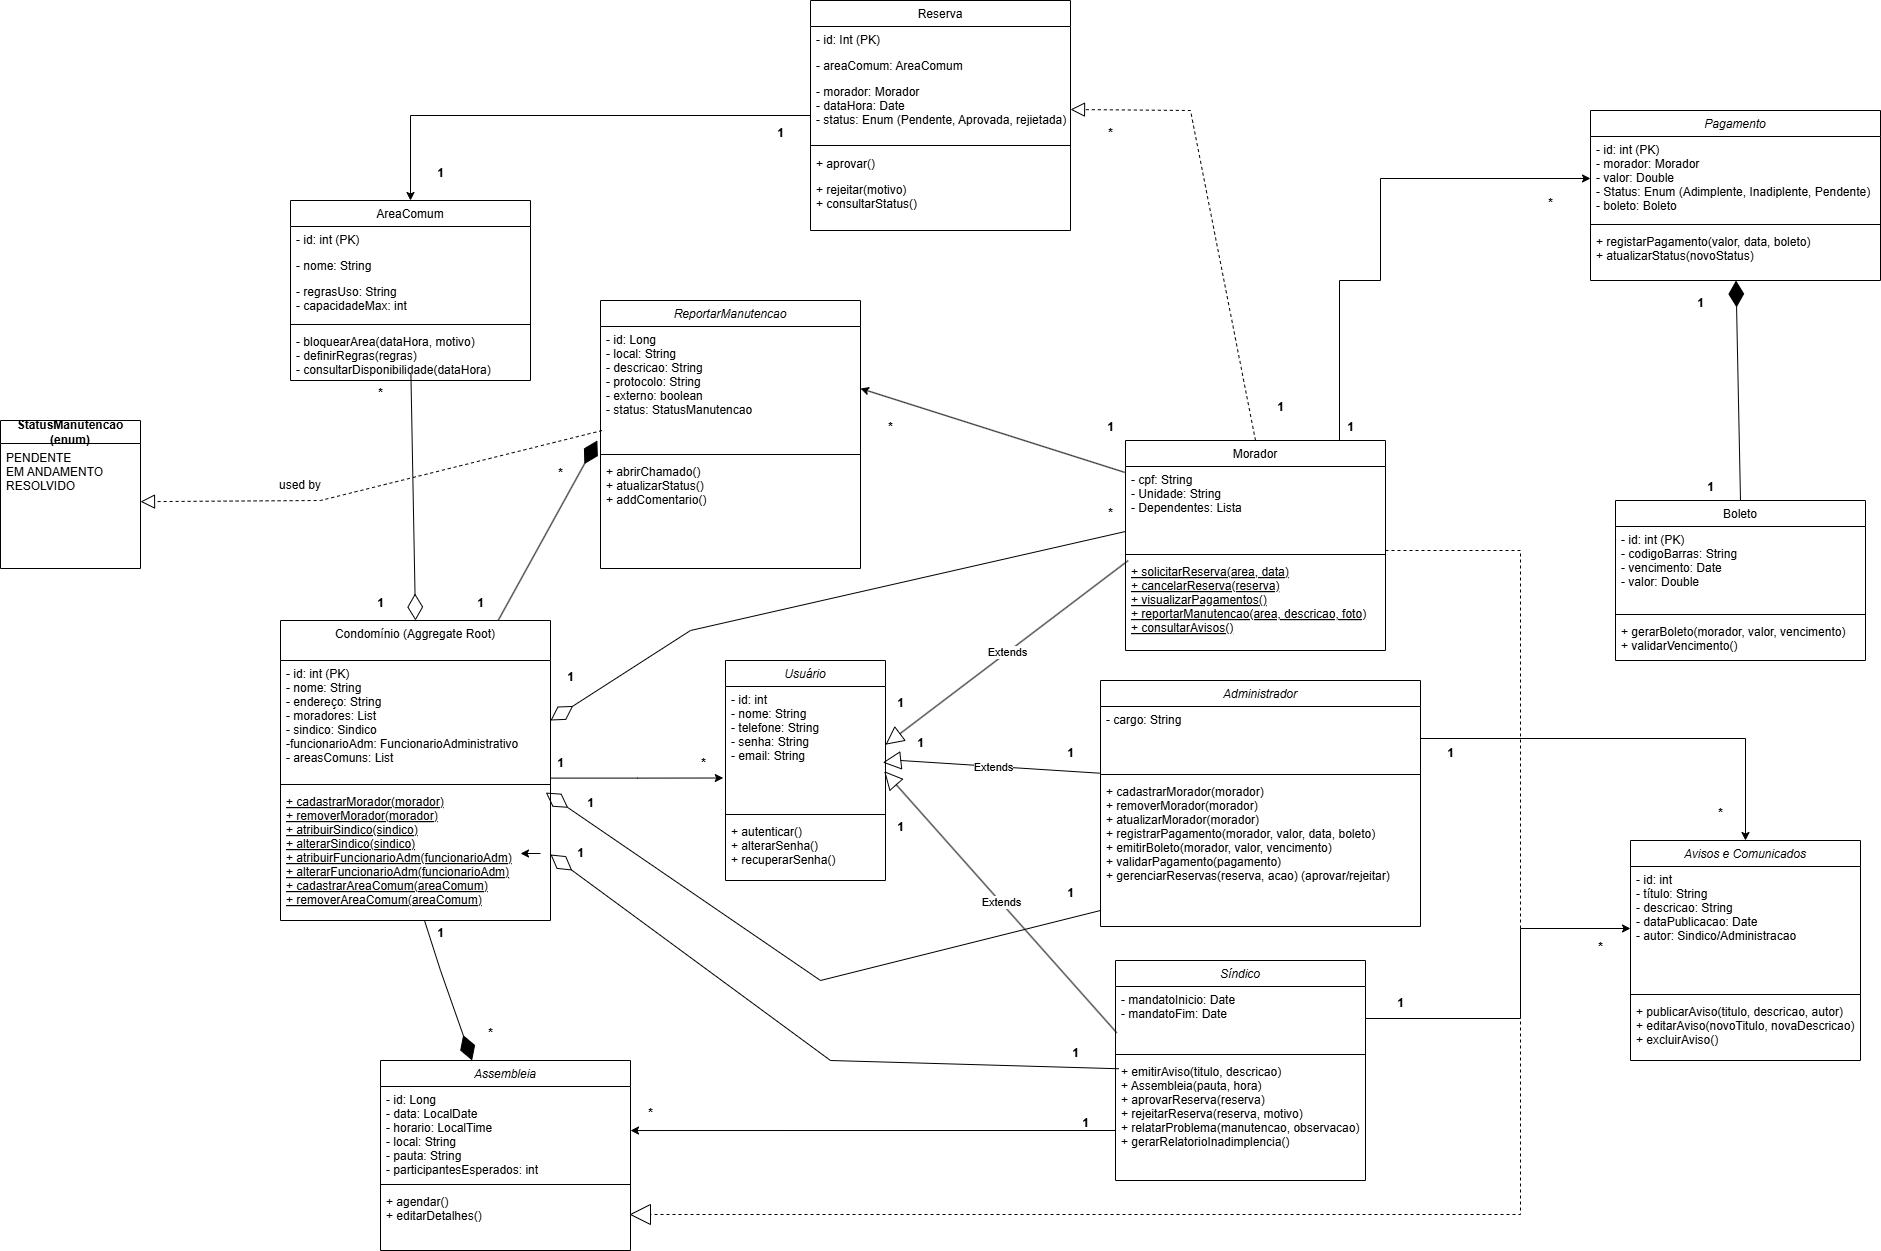 Reserva
- id: Int (PK)
- areaComum: AreaComum
- morador: Morador
- dataHora: Date
- status: Enum (Pendente, Aprovada, rejietada)
+ aprovar()
+ rejeitar(motivo)
+ consultarStatus()
1
1
*
Pagamento
- id: int (PK)
- morador: Morador
- valor: Double
- Status: Enum (Adimplente, Inadiplente, Pendente)
- boleto: Boleto
+ registarPagamento(valor, data, boleto)
+ atualizarStatus(novoStatus)
*
1
1
AreaComum
- id: int (PK)
- nome: String
- regrasUso: String
- capacidadeMax: int
- bloquearArea(dataHora, motivo)
- definirRegras(regras)
- consultarDisponibilidade(dataHora)
*
ReportarManutencao
- id: Long
- local: String
- descricao: String
- protocolo: String
- externo: boolean
- status: StatusManutencao
+ abrirChamado()
+ atualizarStatus()
+ addComentario()
*
1
1
1
*
StatusManutencao
(enum)
PENDENTE
EM ANDAMENTO
RESOLVIDO
used by
*
Morador
- cpf: String
- Unidade: String
- Dependentes: Lista
+ solicitarReserva(area, data)
+ cancelarReserva(reserva)
+ visualizarPagamentos()
+ reportarManutencao(area, descricao, foto)
+ consultarAvisos()
Boleto
- id: int (PK)
- codigoBarras: String
- vencimento: Date
- valor: Double
+ gerarBoleto(morador, valor, vencimento)
+ validarVencimento()
1
1
Condomínio (Aggregate Root)
- id: int (PK)
- nome: String
- endereço: String
- moradores: List
- sindico: Sindico
-funcionarioAdm: FuncionarioAdministrativo
- areasComuns: List
+ cadastrarMorador(morador)
+ removerMorador(morador)
+ atribuirSindico(sindico)
+ alterarSindico(sindico)
+ atribuirFuncionarioAdm(funcionarioAdm)
+ alterarFuncionarioAdm(funcionarioAdm)
+ cadastrarAreaComum(areaComum)
+ removerAreaComum(areaComum)
1
1
*
1
1
1
Usuário
- id: int
- nome: String
- telefone: String
- senha: String
- email: String
+ autenticar()
+ alterarSenha()
+ recuperarSenha()
Extends
1
1
Extends
1
1
Extends
Administrador
- cargo: String
+ cadastrarMorador(morador)
+ removerMorador(morador)
+ atualizarMorador(morador)
+ registrarPagamento(morador, valor, data, boleto)
+ emitirBoleto(morador, valor, vencimento)
+ validarPagamento(pagamento)
+ gerenciarReservas(reserva, acao) (aprovar/rejeitar)
1
1
*
Avisos e Comunicados
- id: int
- título: String
- descricao: String
- dataPublicacao: Date
- autor: Sindico/Administracao
+ publicarAviso(titulo, descricao, autor)
+ editarAviso(novoTitulo, novaDescricao)
+ excluirAviso()
*
Síndico
- mandatoInicio: Date
- mandatoFim: Date
+ emitirAviso(titulo, descricao)
+ Assembleia(pauta, hora)
+ aprovarReserva(reserva)
+ rejeitarReserva(reserva, motivo)
+ relatarProblema(manutencao, observacao)
+ gerarRelatorioInadimplencia()
1
1
1
*
*
Assembleia
- id: Long
- data: LocalDate
- horario: LocalTime
- local: String
- pauta: String
- participantesEsperados: int
+ agendar()
+ editarDetalhes()